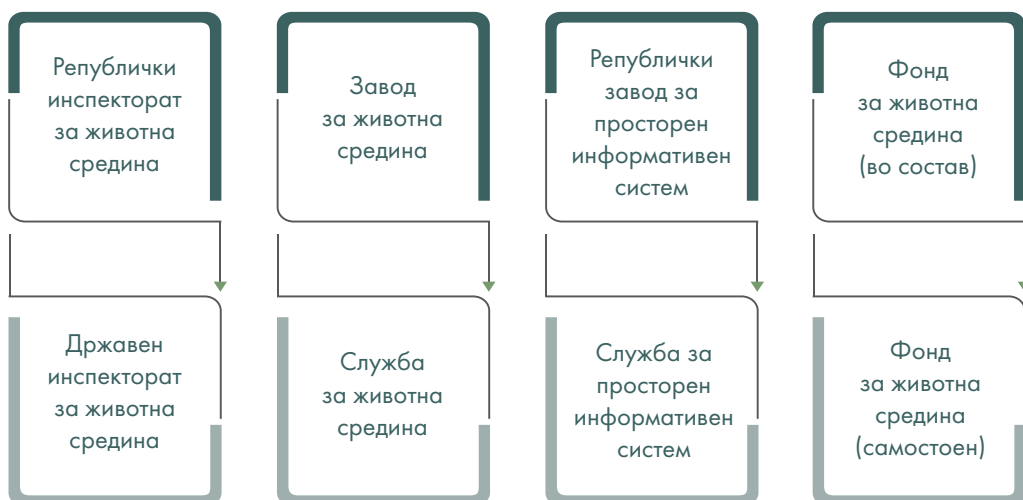 Републички
инспекторат
за животна
средина
Завод
за животна
средина
Републички
завод за
просторен
информативен
систем
Фонд
за животна
средина
(во состав)
Државен
инспекторат
за животна
средина
Служба
за животна
средина
Служба за
просторен
информативен
систем
Фонд
за животна
средина
(самостоен)